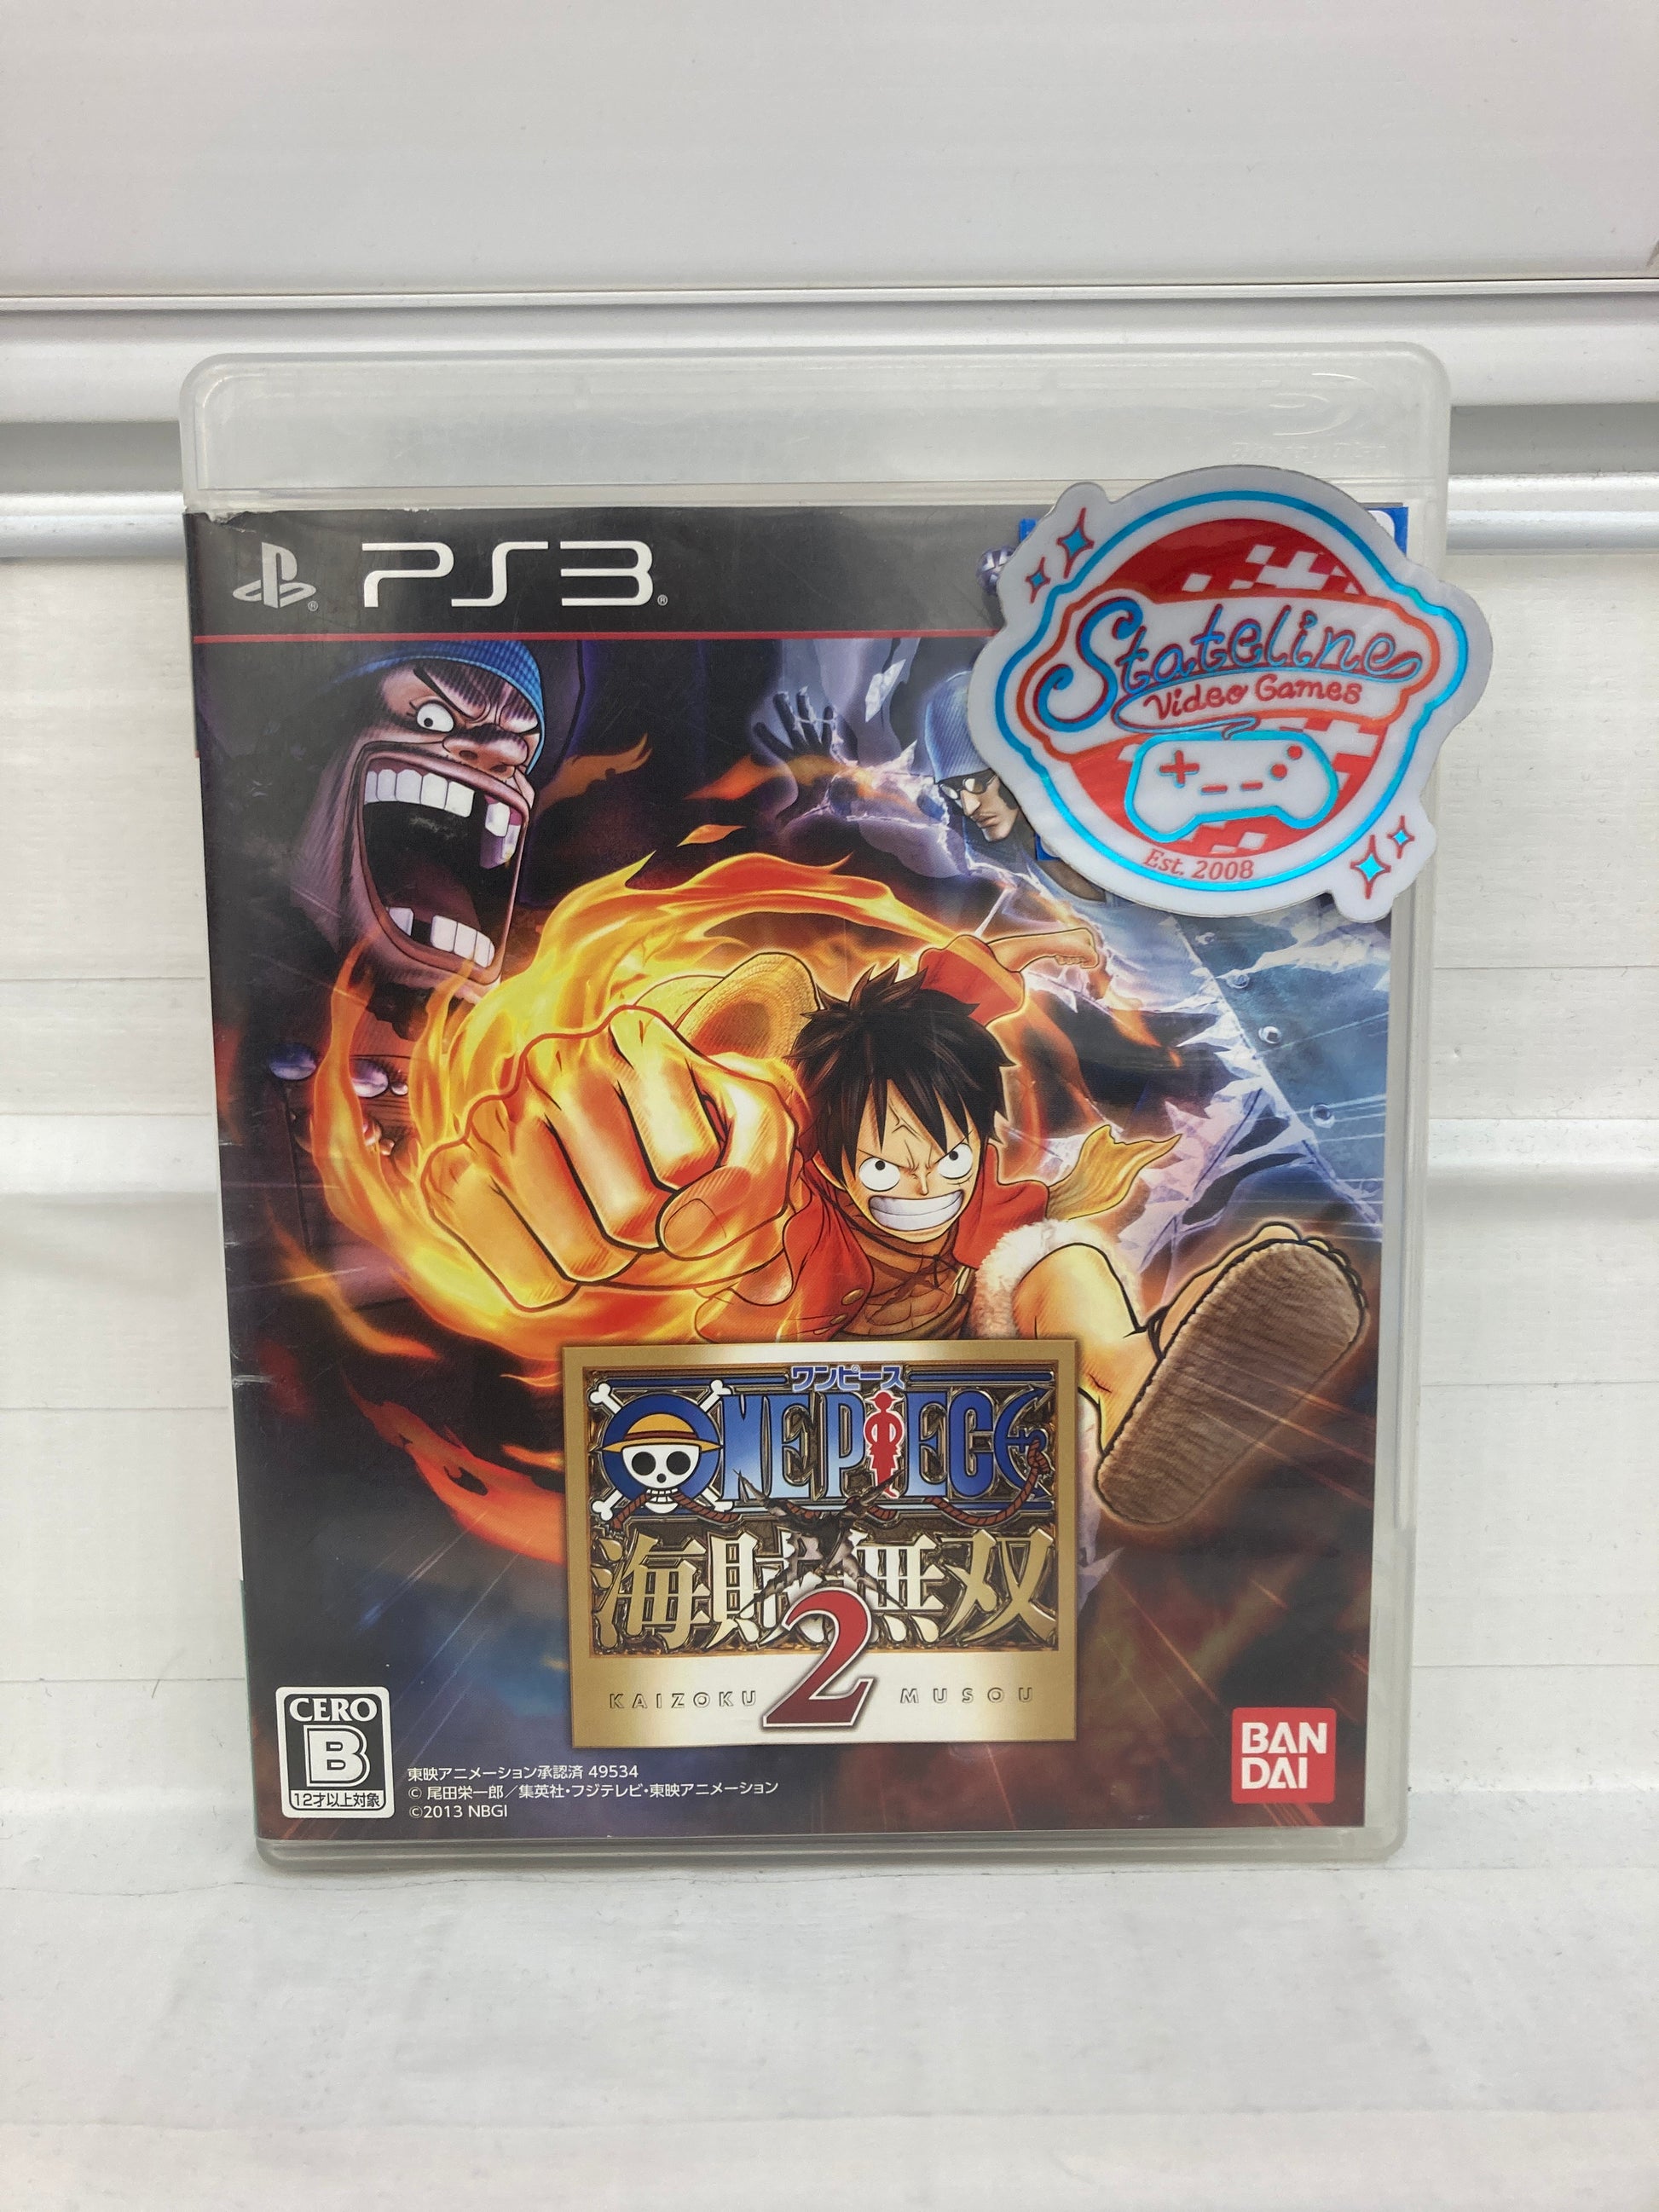 PS3
Stateline
Video Games
Est. 2008
ワンピース
ONE PIECE
海賊無双
2
KAIZOKU MUSOU
CERO
B
12才以上対象
東映アニメーション承認済 49534
© 尾田栄一郎／集英社・フジテレビ・東映アニメーション
©2013 NBGI
BAN
DAI